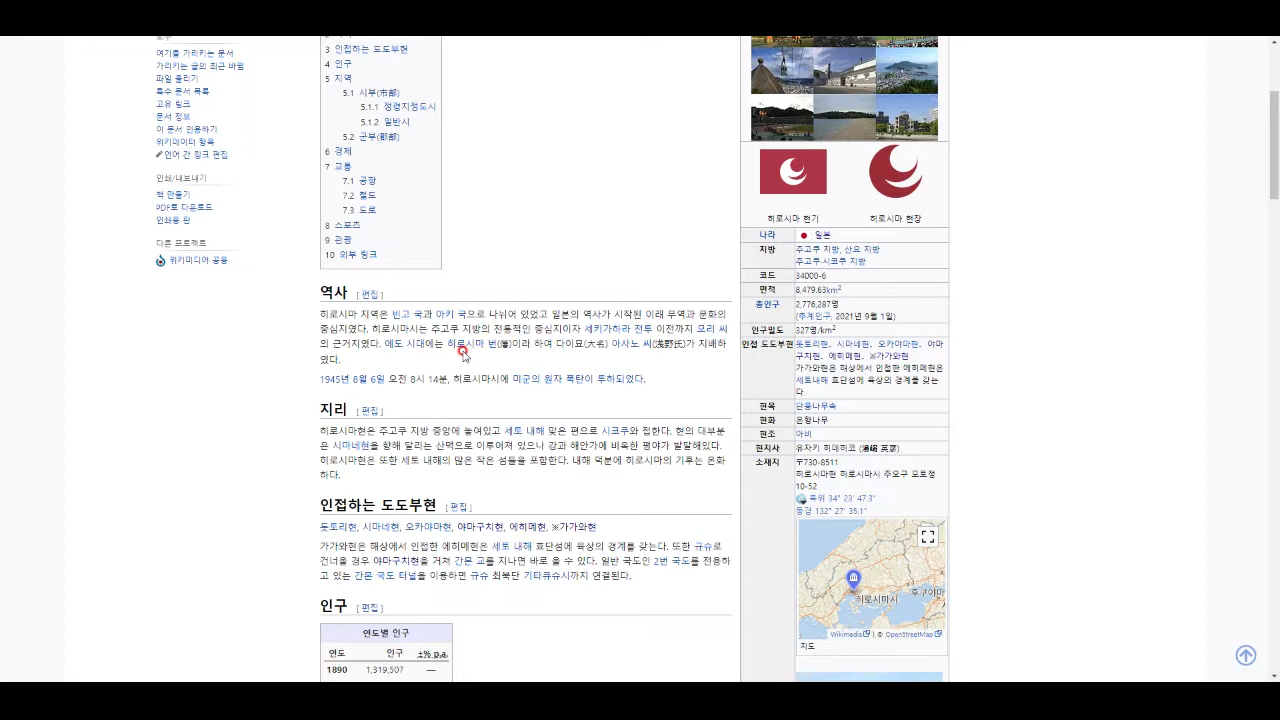 여기를 가리키는 문서
가리키는 글의 최근 바뀜
파일 올리기
특수 문서 목록
고유 링크
문서 정보
이 문서 인용하기
위키데이터 항목
언어 간 링크 편집
인쇄/내보내기
책 만들기
PDF로 다운로드
인쇄용 판
다른 프로젝트
위키미디어 공용
3 인접하는 도도부현
4 인구
5 지역
5.1 시부(市部)
5.1.1 정령지정도시
5.1.2 일반시
5.2 군부(郡部)
6 경제
7 교통
7.1 공항
7.2 철도
7.3 도로
8 스포츠
9 관광
10 외부 링크
역사 [편집]
히로시마 지역은 빈고 국과 아키 국으로 나뉘어 있었고 일본의 역사가 시작된 이래 무역과 문화의
중심지였다. 히로시마시는 주고쿠 지방의 전통적인 중심지이자 세키가하라 전투 이전까지 모리 씨
의 근거지였다. 에도 시대에는 히로시마 번(藩)이라 하여 다이묘(大名) 아사노 씨(浅野氏)가 지배하
였다.
1945년 8월 6일 오전 8시 14분, 히로시마시에 미군의 원자 폭탄이 투하되었다.
지리 [편집]
히로시마현은 주고쿠 지방 중앙에 놓여있고 세토 내해 맞은 편으로 시코쿠와 접한다. 현의 대부분
은 시마네현을 향해 달리는 산맥으로 이루어져 있으나 강과 해안가에 비옥한 평야가 발달해있다.
히로시마현은 또한 세토 내해의 많은 작은 섬들을 포함한다. 내해 덕분에 히로시마의 기후는 온화
하다.
인접하는 도도부현 [편집]
돗토리현, 시마네현, 오카야마현, 야마구치현, 에히메현, ※가가와현
가가와현은 해상에서 인접한 에히메현은 세토 내해 효단섬에 육상의 경계를 갖는다. 또한 규슈로
건너올 경우 야마구치현을 거쳐 간몬 교를 지나면 바로 올 수 있다. 일반 국도인 2번 국도를 전용하
고 있는 간몬 국도 터널을 이용하면 규슈 최북단 기타큐슈시까지 연결된다.
인구 [편집]
연도별 인구
연도 인구 ±% p.a.
1890 1,319,507 —
히로시마 현기 히로시마 현장
나라 일본
지방 주고쿠 지방, 산요 지방
주고쿠·시코쿠 지방
코드 34000-6
면적 8,479.63km2
총인구 2,776,287명
(추계인구, 2021년 9월 1일)
인구밀도 327명/km2
인접 도도부현 돗토리현, 시마네현, 오카야마현, 야마
구치현, 에히메현, ※가가와현
가가와현은 해상에서 인접한 에히메현은
세토내해 효단섬에 육상의 경계를 갖는
다.
현목 단풍나무속
현화 은행나무
현조 아비
현지사 유자키 히데히코 (湯崎 英彦)
소재지 〒730-8511
히로시마현 히로시마시 주오구 모토정
10-52
북위 34° 23′ 47.3″
동경 132° 27′ 35.1″
히로시마시
후쿠야마
Wikimedia | © OpenStreetMap
지도